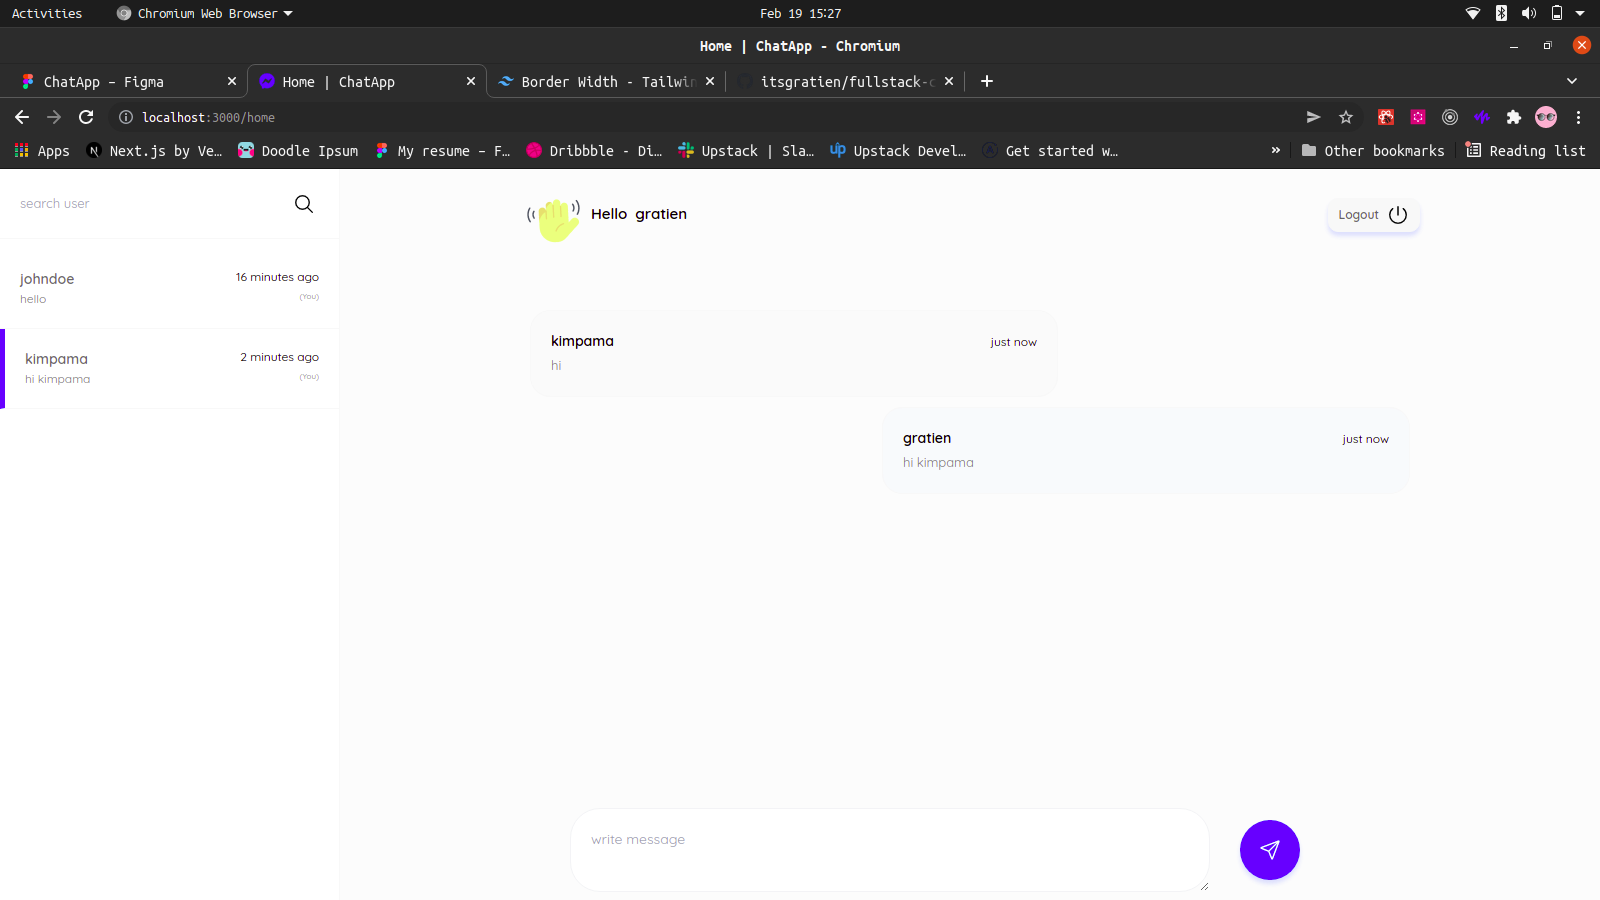 Activities
Chromium Web Browser
Feb 19 15:27
Home | ChatApp - Chromium
ChatApp – Figma
Home | ChatApp
Border Width - Tailwin
itsgratien/fullstack-c
localhost:3000/home
Apps
Next.js by Ve…
Doodle Ipsum
My resume – F…
Dribbble - Di…
Upstack | Sla…
Upstack Devel…
Get started w…
»
Other bookmarks
Reading list
search user
Hello gratien
Logout
johndoe
16 minutes ago
hello
(You)
kimpama
2 minutes ago
hi kimpama
(You)
kimpama
just now
hi
gratien
just now
hi kimpama
write message